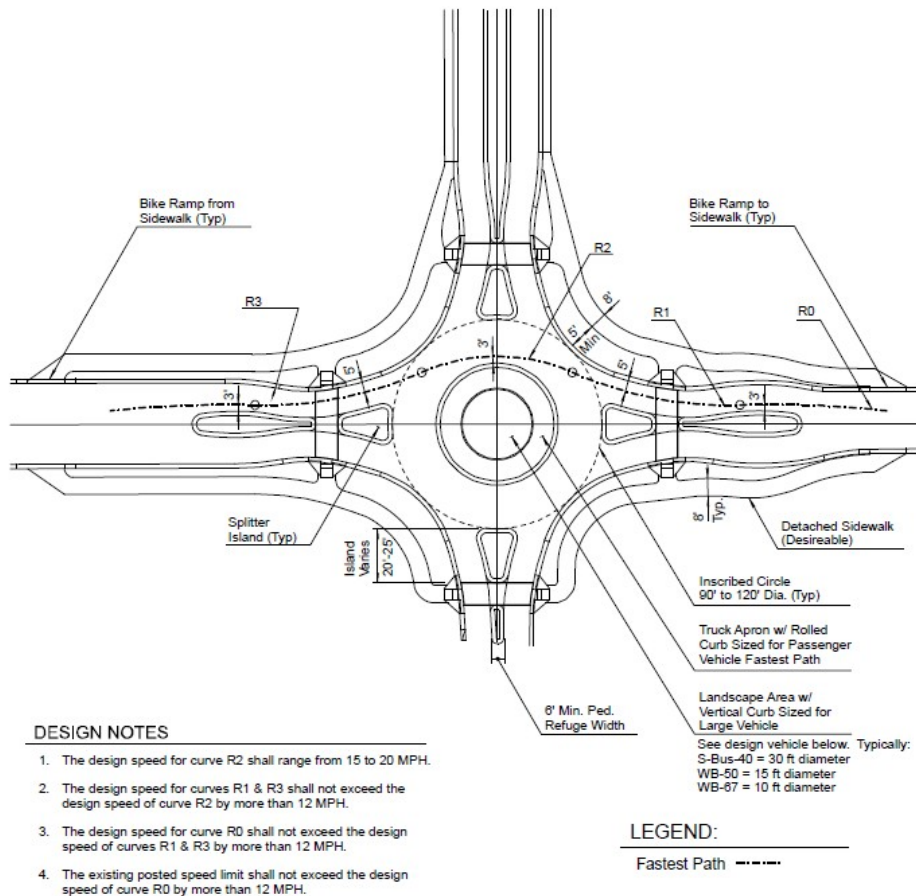 Bike Ramp from
Sidewalk (Typ)
Bike Ramp to
Sidewalk (Typ)
R2
R3
8'
R1
R0
5'
Min
3'
5'
5'
3'
3'
Splitter
Island (Typ)
Island
Varies
20'-25'
8'
Typ.
Detached Sidewalk
(Desireable)
Inscribed Circle
90' to 120' Dia. (Typ)
Truck Apron w/ Rolled
Curb Sized for Passenger
Vehicle Fastest Path
6' Min. Ped.
Refuge Width
Landscape Area w/
Vertical Curb Sized for
Large Vehicle
See design vehicle below. Typically:
S-Bus-40 = 30 ft diameter
WB-50 = 15 ft diameter
WB-67 = 10 ft diameter
DESIGN NOTES
1. The design speed for curve R2 shall range from 15 to 20 MPH.
2. The design speed for curves R1 & R3 shall not exceed the
design speed of curve R2 by more than 12 MPH.
3. The design speed for curve R0 shall not exceed the design
speed of curves R1 & R3 by more than 12 MPH.
4. The existing posted speed limit shall not exceed the design
speed of curve R0 by more than 12 MPH.
LEGEND:
Fastest Path